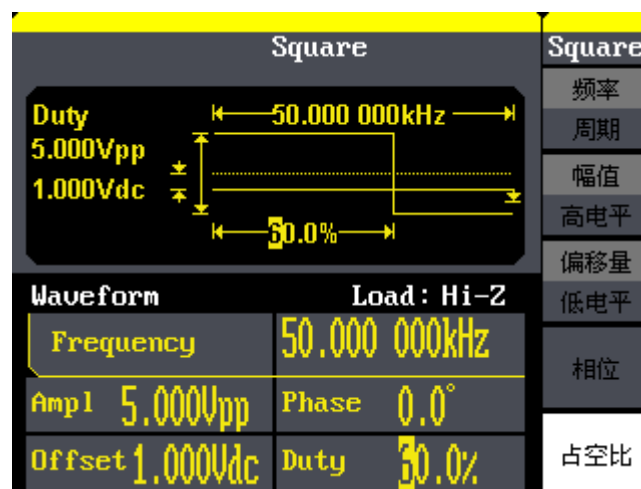 Square
Square
Duty
50.000 000kHz
5.000Vpp
1.000Vdc
60.0%
频率
周期
幅值
高电平
偏移量
低电平
相位
占空比
Waveform
Load: Hi-Z
Frequency
50.000 000kHz
Ampl 5.000Vpp
Phase 0.0°
Offset 1.000Vdc
Duty 60.0%